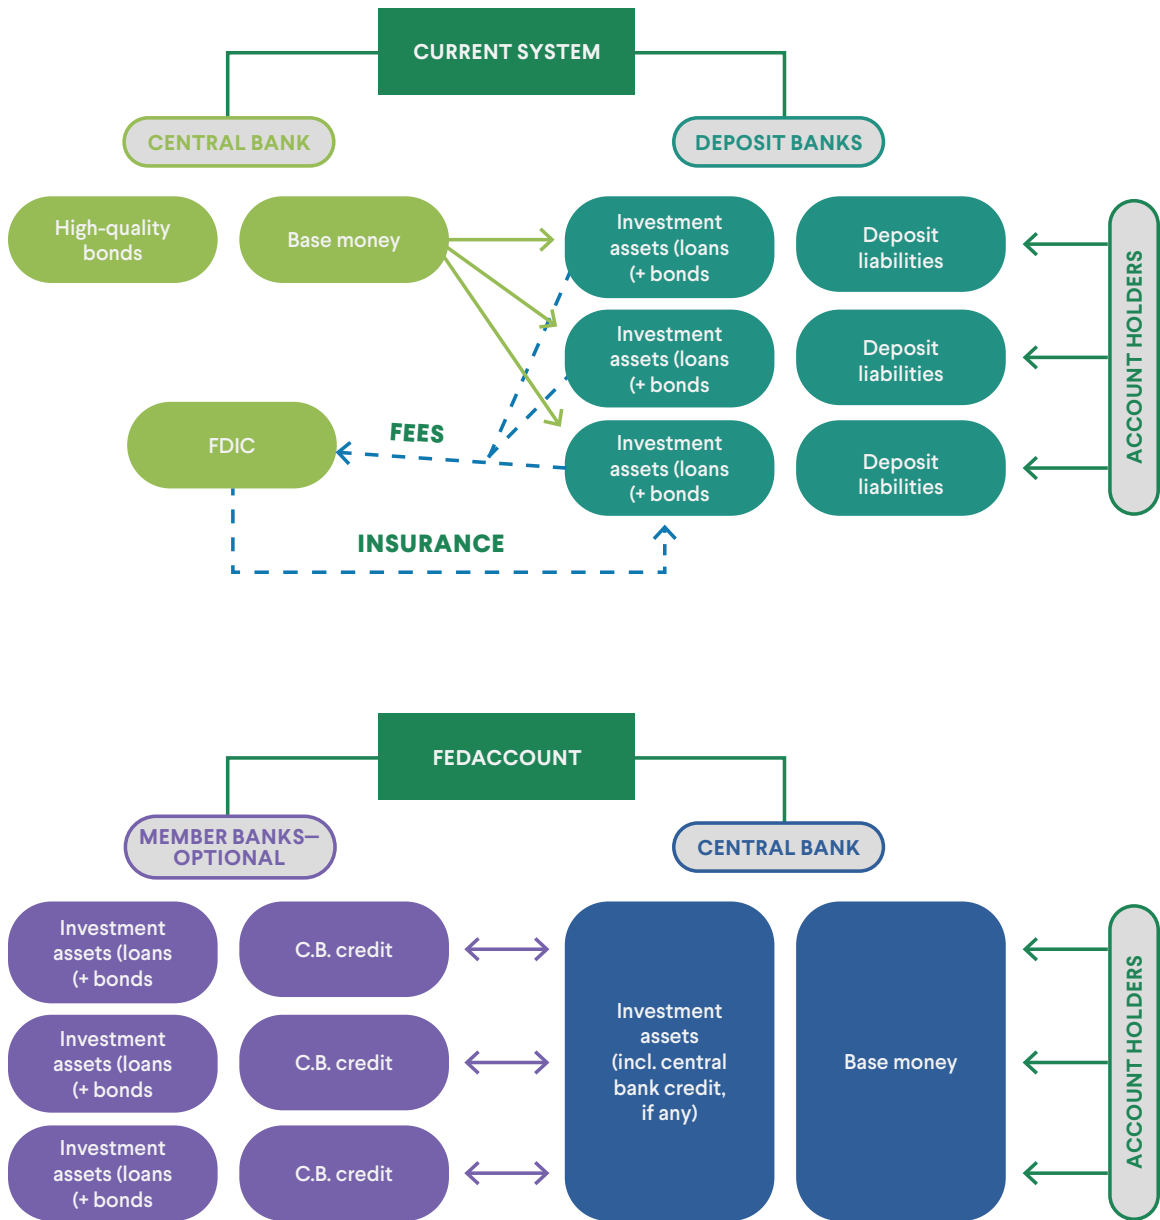 CURRENT SYSTEM
CENTRAL BANK
DEPOSIT BANKS
High-quality
bonds
Base money
Investment
assets (loans
(+ bonds
Deposit
liabilities
Investment
assets (loans
(+ bonds
Deposit
liabilities
Investment
assets (loans
(+ bonds
Deposit
liabilities
ACCOUNT HOLDERS
FDIC
FEES
INSURANCE
FEDACCOUNT
MEMBER BANKS—
OPTIONAL
CENTRAL BANK
Investment
assets (loans
(+ bonds
C.B. credit
Investment
assets (loans
(+ bonds
C.B. credit
Investment
assets (loans
(+ bonds
C.B. credit
Investment
assets
(incl. central
bank credit,
if any)
Base money
ACCOUNT HOLDERS